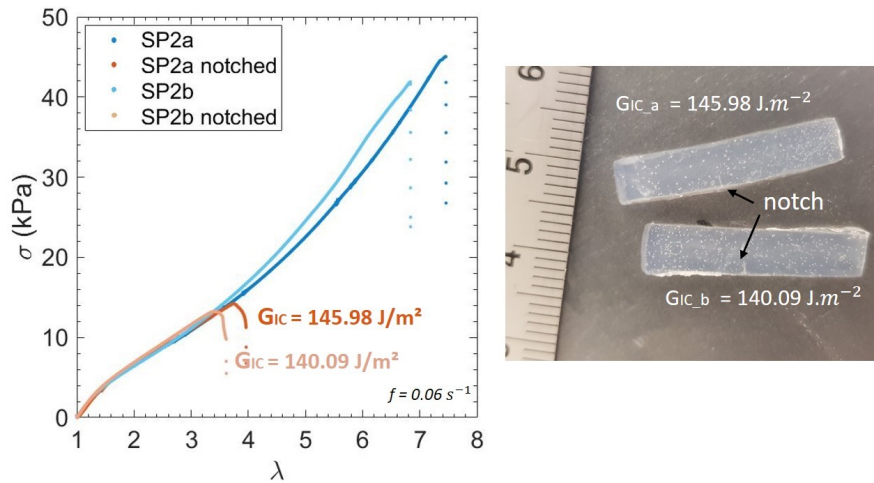 50
40
30
20
10
0
σ (kPa)
SP2a
SP2a notched
SP2b
SP2b notched
GIC = 145.98 J/m²
GIC = 140.09 J/m²
f = 0.06 s⁻¹
1 2 3 4 5 6 7 8
λ
6
5
4
GIC_a = 145.98 J.m⁻²
notch
GIC_b = 140.09 J.m⁻²